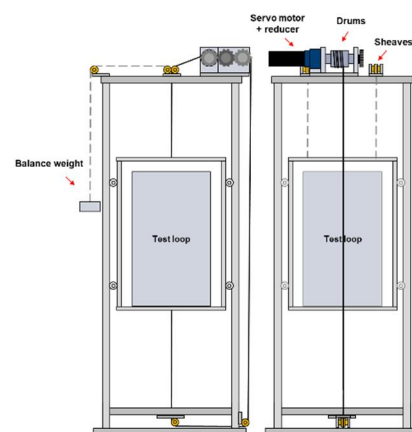 Servo motor
+ reducer
Drums
Sheaves
Balance weight
Test loop
Test loop